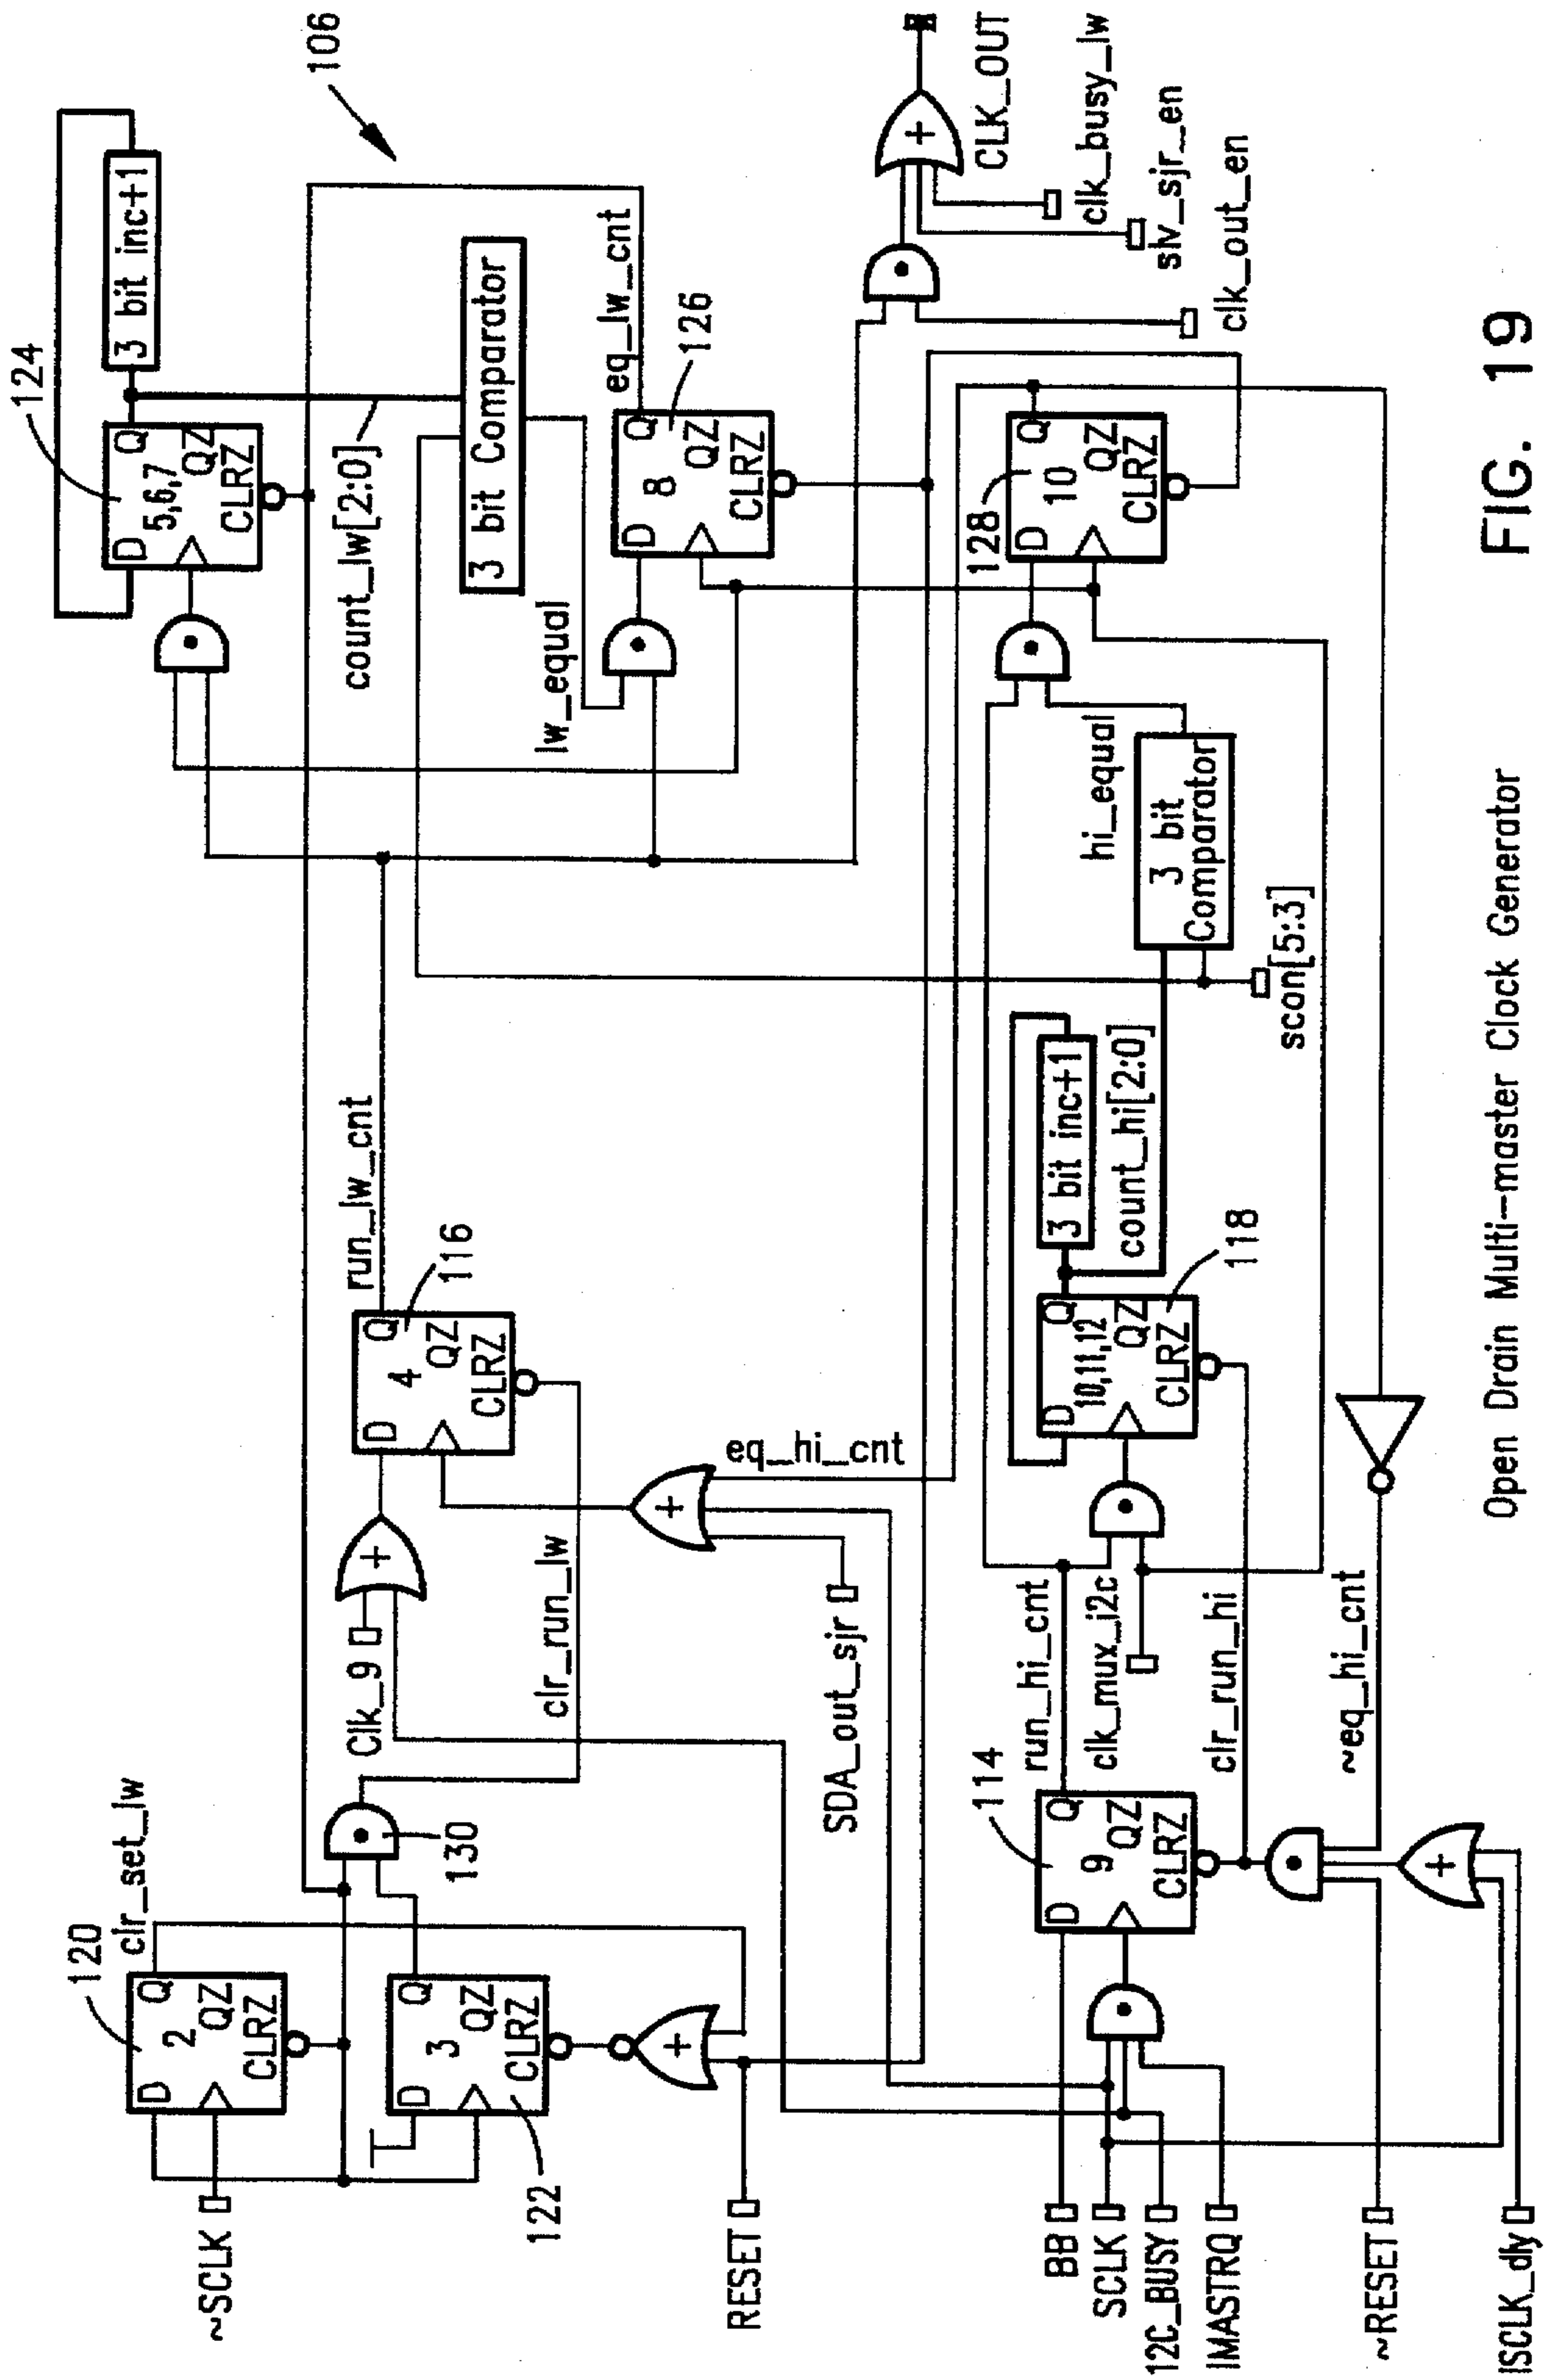 106
124
D
Q
5,6,7
QZ
CLRZ
3 bit inc+1
count_lw[2:0]
3 bit Comparator
lw_equal
eq_lw_cnt
D
Q
8
QZ
CLRZ
126
128
D
Q
10
QZ
CLRZ
+
CLK_OUT
clk_busy_lw
slv_sjr_en
clk_out_en
run_lw_cnt
116
D
Q
4
QZ
CLRZ
+
Clk_9
clr_run_lw
+
eq_hi_cnt
SDA_out_sjr
130
120
clr_set_lw
D
Q
2
QZ
CLRZ
~SCLK
D
Q
3
QZ
CLRZ
122
+
RESET
hi_equal
3 bit
Comparator
scon[5:3]
3 bit inc+1
count_hi[2:0]
118
D
Q
10,11,12
QZ
CLRZ
run_hi_cnt
clk_mux_i2c
clr_run_hi
~eq_hi_cnt
114
D
Q
9
QZ
CLRZ
+
BB
SCLK
12C_BUSY
IMASTRQ
~RESET
ISCLK_dly
Open Drain Multi-master Clock Generator
FIG. 19